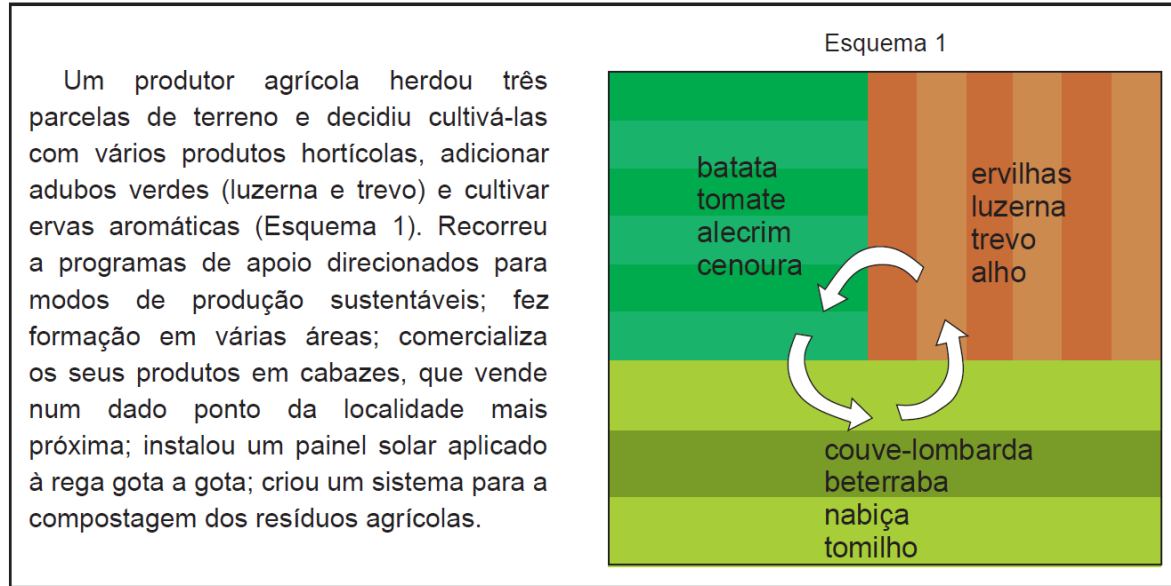 Um produtor agrícola herdou três
parcelas de terreno e decidiu cultivá-las
com vários produtos hortícolas, adicionar
adubos verdes (luzerna e trevo) e cultivar
ervas aromáticas (Esquema 1). Recorreu
a programas de apoio direcionados para
modos de produção sustentáveis; fez
formação em várias áreas; comercializa
os seus produtos em cabazes, que vende
num dado ponto da localidade mais
próxima; instalou um painel solar aplicado
à rega gota a gota; criou um sistema para a
compostagem dos resíduos agrícolas.
Esquema 1
batata
tomate
alecrim
cenoura
ervilhas
luzerna
trevo
alho
couve-lombarda
beterraba
nabiça
tomilho